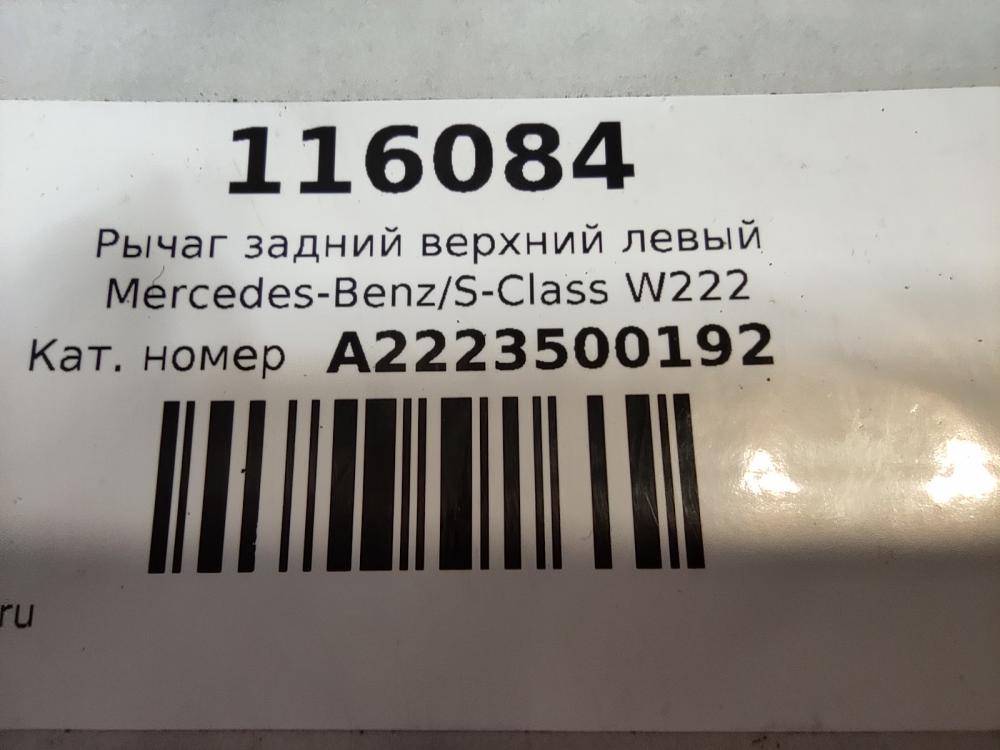 116084
Рычаг задний верхний левый
Mercedes-Benz/S-Class W222
Кат. номер A2223500192
ru